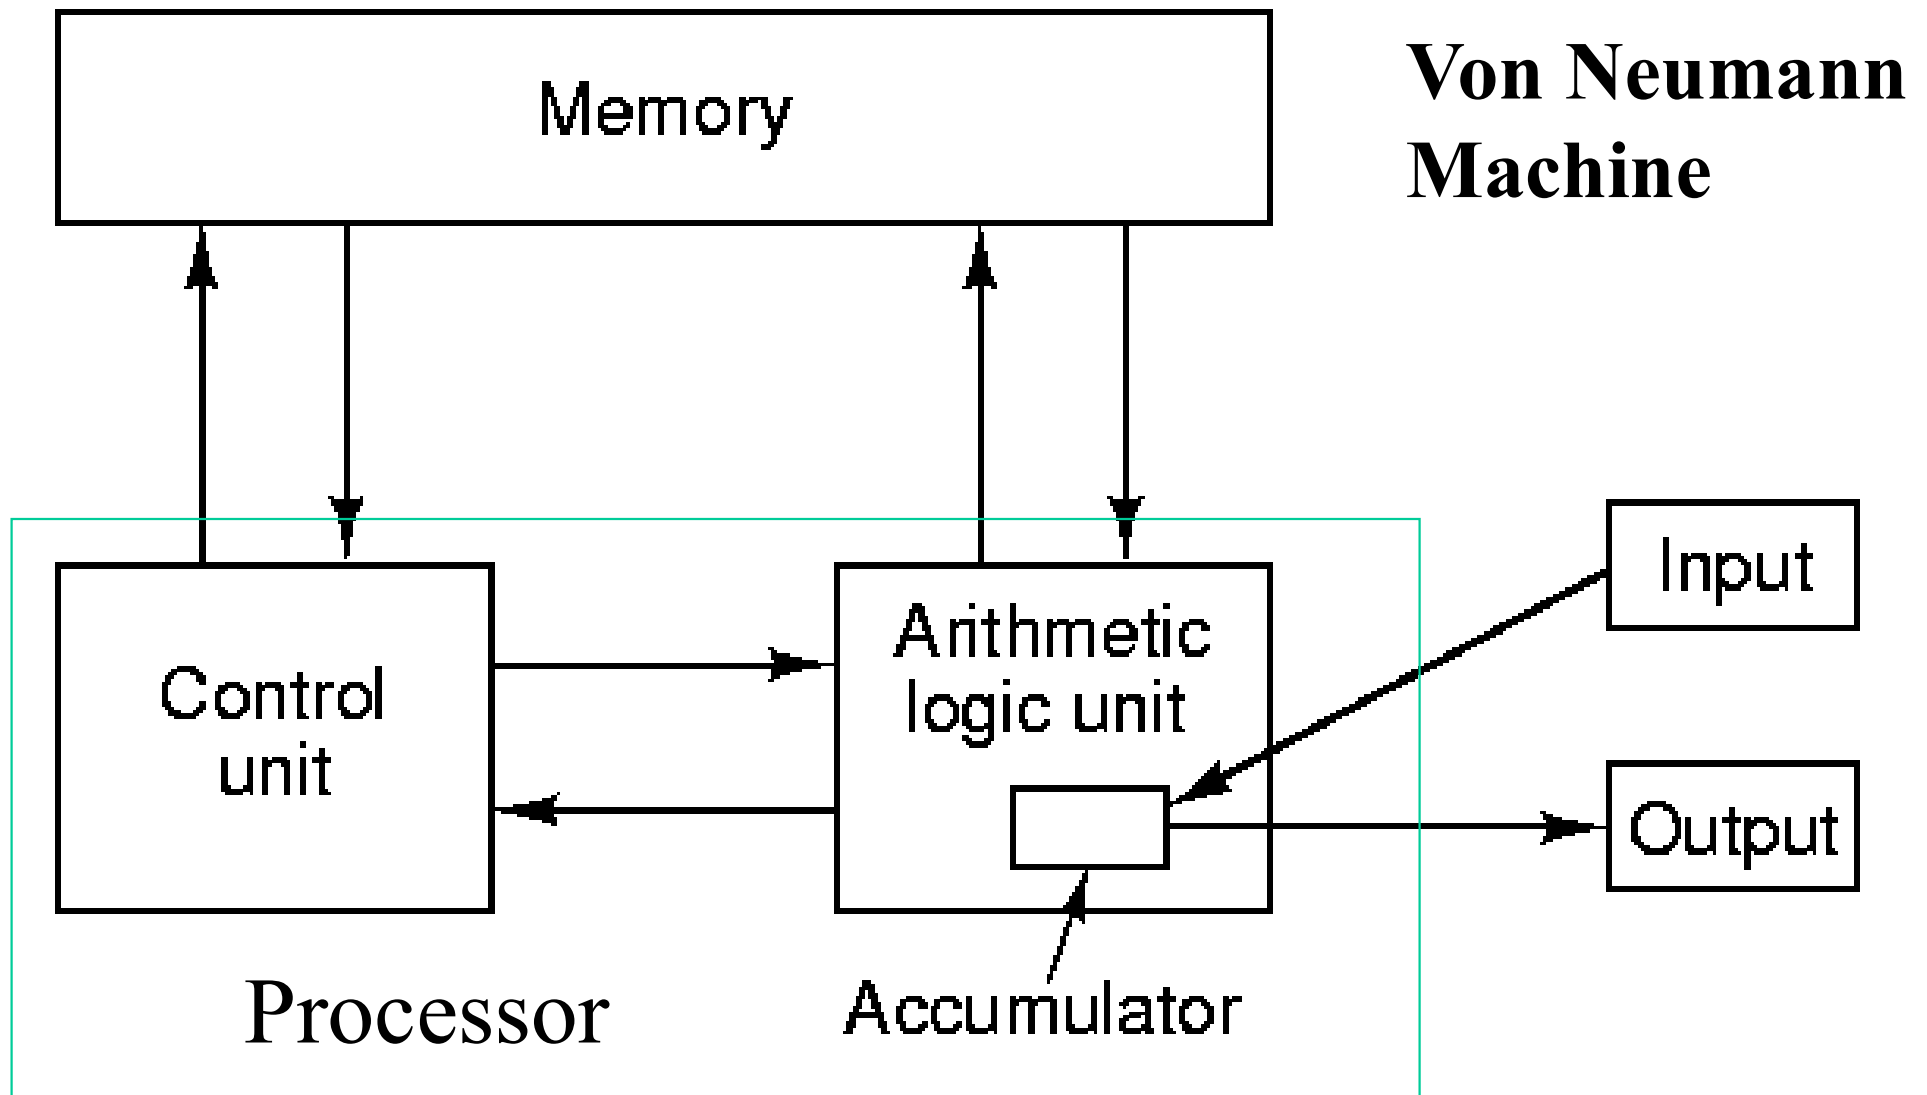 Von Neumann
Machine
Memory
Control
unit
Arithmetic
logic unit
Input
Output
Processor
Accumulator